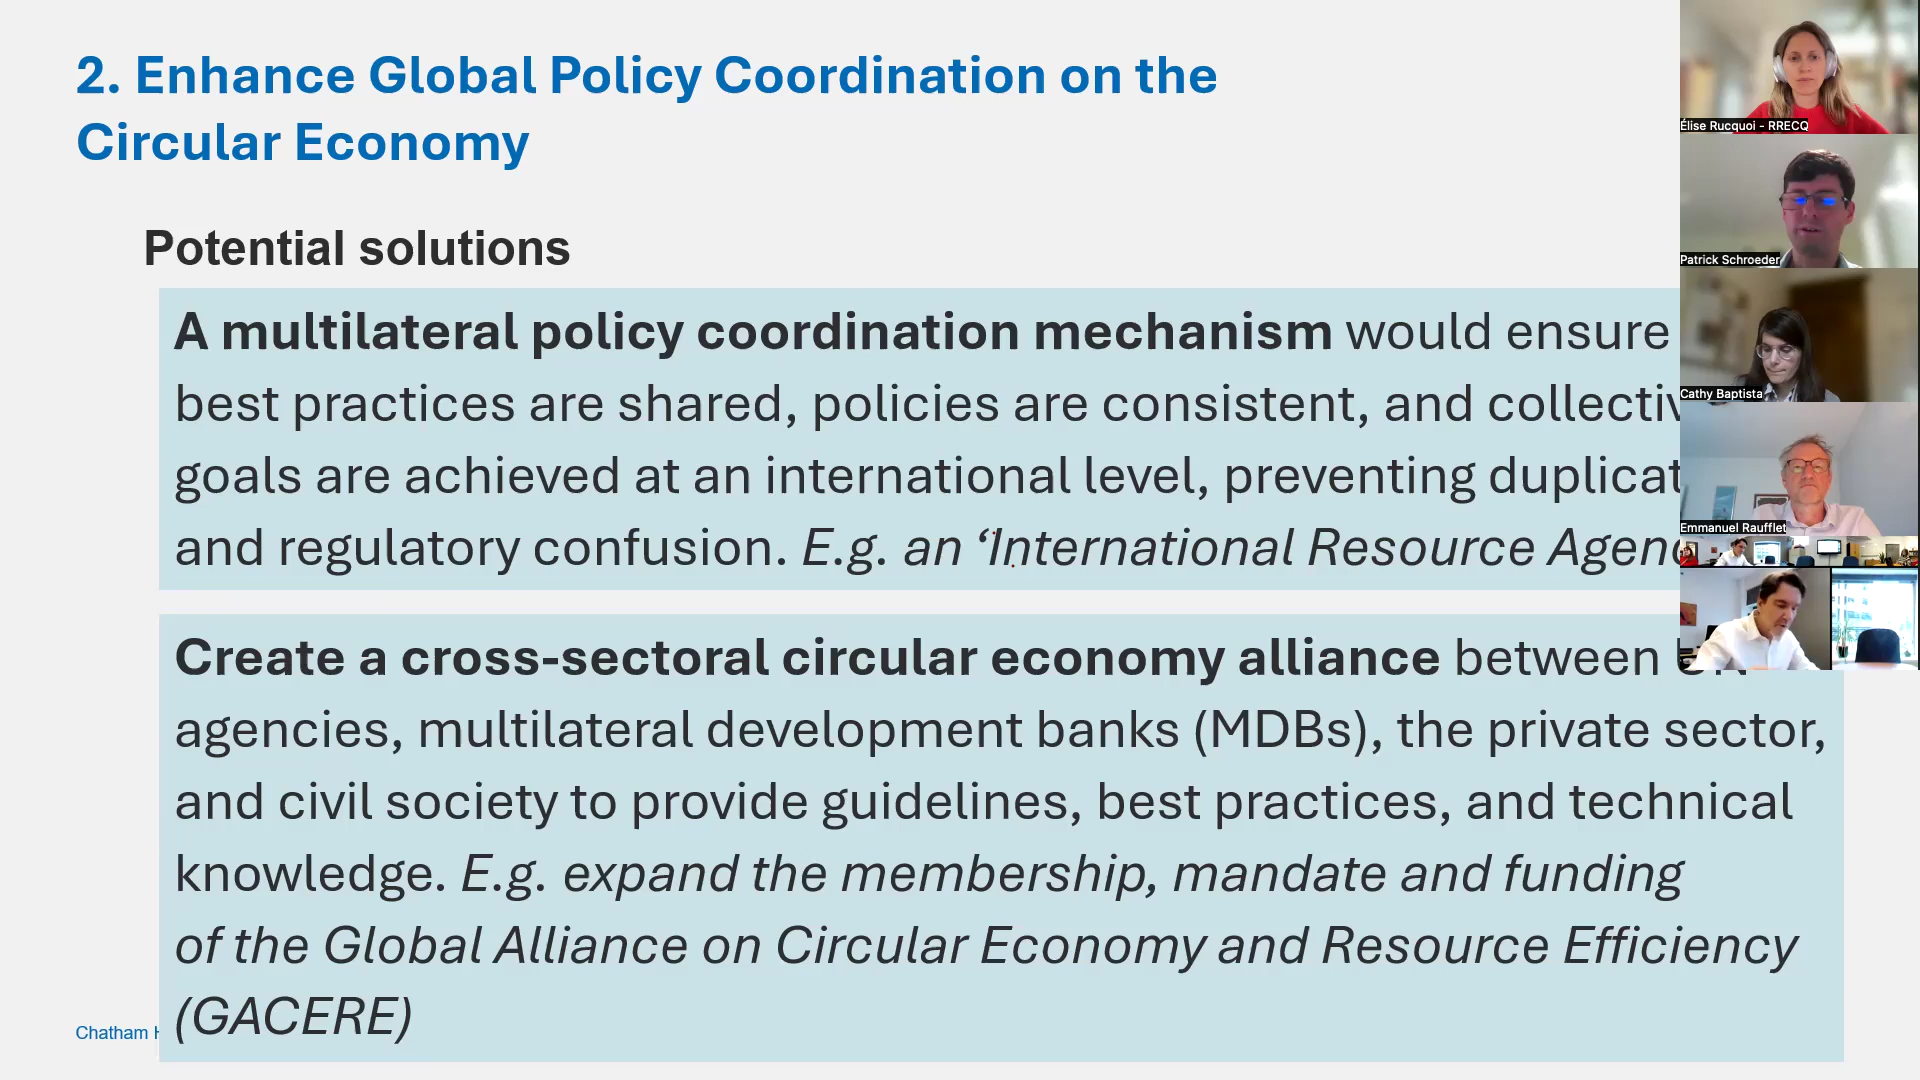 2. Enhance Global Policy Coordination on the
Circular Economy
Potential solutions
A multilateral policy coordination mechanism would ensure
best practices are shared, policies are consistent, and
goals are achieved at an international level, preventing
and regulatory confusion. E.g. an ‘International Resource
Create a cross-sectoral circular economy alliance between
agencies, multilateral development banks (MDBs), the private sector,
and civil society to provide guidelines, best practices, and technical
knowledge. E.g. expand the membership, mandate and funding
of the Global Alliance on Circular Economy and Resource Efficiency
(GACERE)
Chatham
Élise Rucquoi - RRECQ
Patrick Schroeder
Cathy Baptista
Emmanuel Raufflet